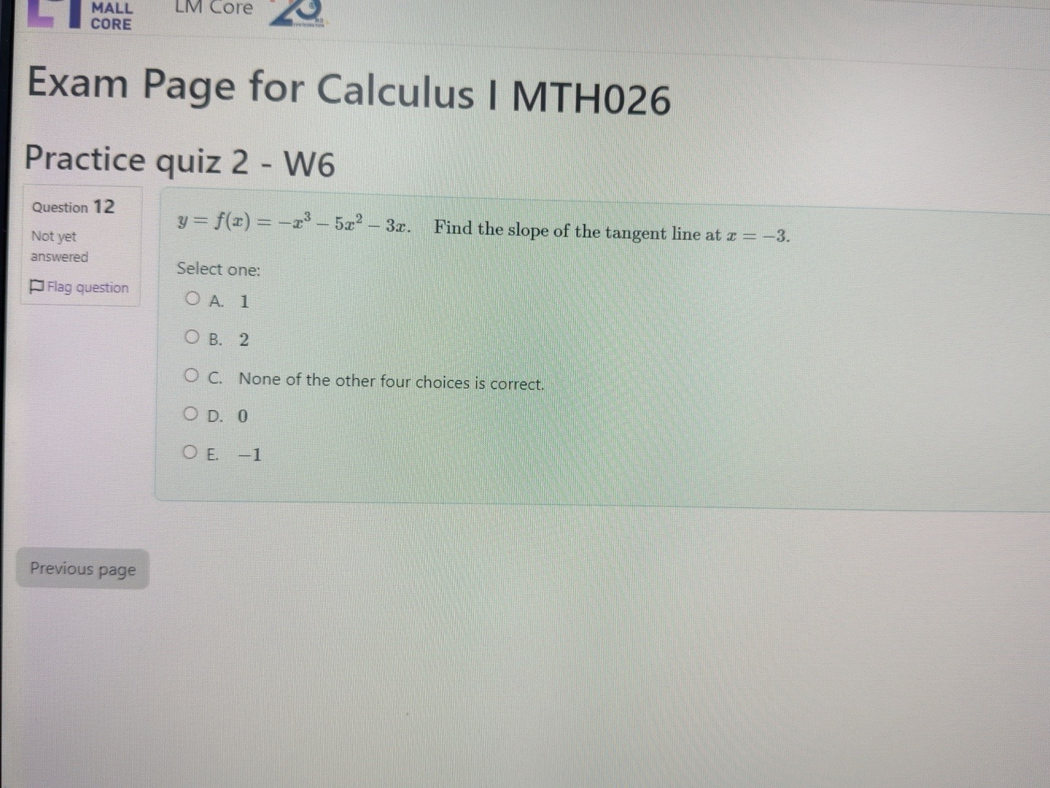 MALL
CORE
LM Core
Exam Page for Calculus I MTH026
Practice quiz 2 - W6
Question 12
Not yet
answered
Flag question
y = f(x) = −x³ − 5x² − 3x. Find the slope of the tangent line at x = −3.
Select one:
A. 1
B. 2
C. None of the other four choices is correct.
D. 0
E. −1
Previous page